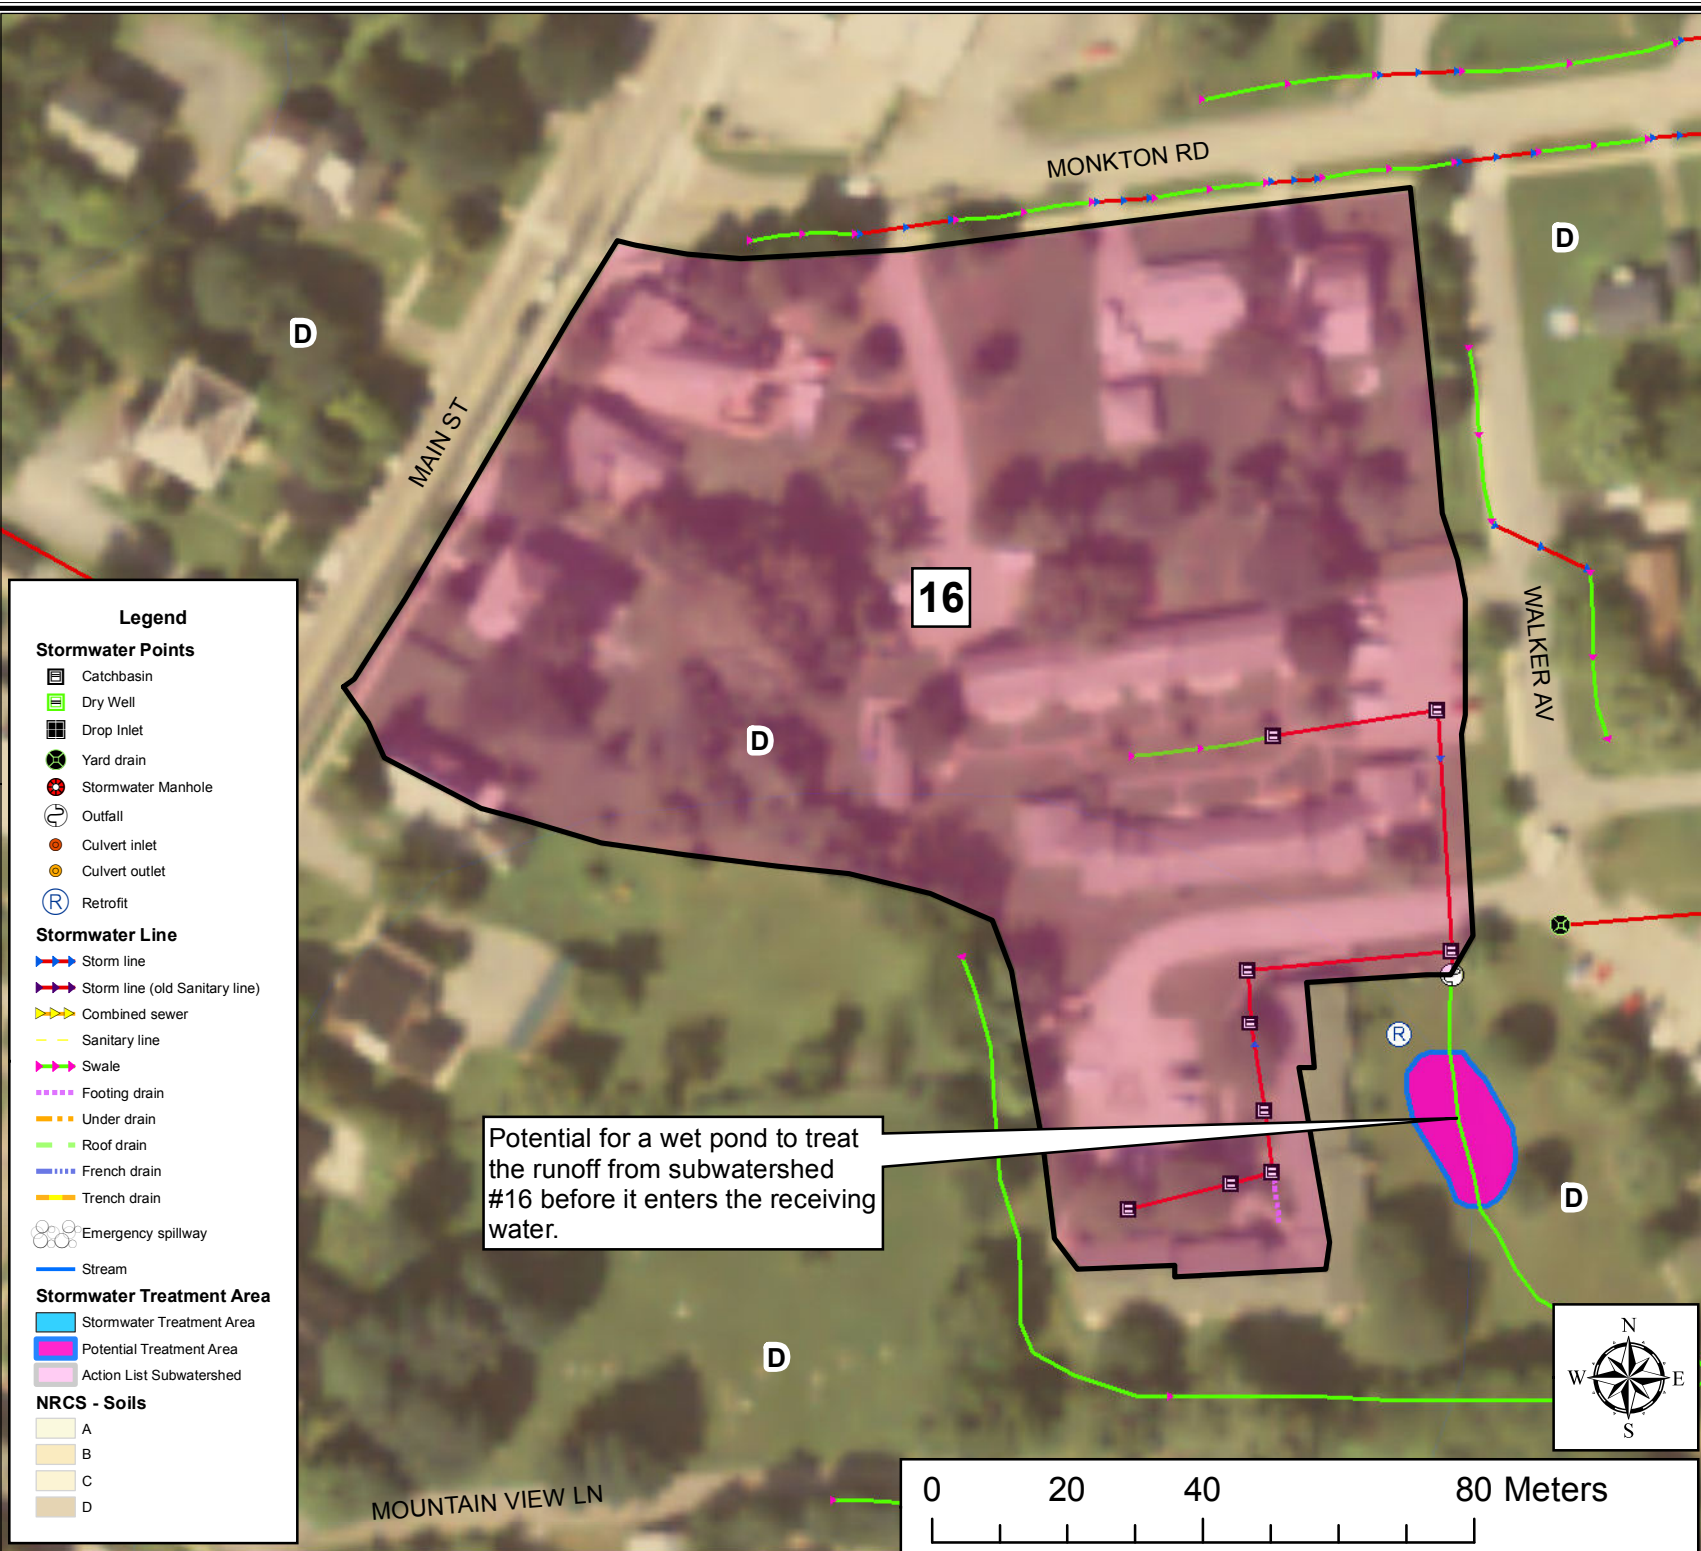 MONKTON RD
D
D
MAIN ST
16
WALKER AV
D
R
Potential for a wet pond to treat
the runoff from subwatershed
#16 before it enters the receiving
water.
D
D
MOUNTAIN VIEW LN
Legend
Stormwater Points
Catchbasin
Dry Well
Drop Inlet
Yard drain
Stormwater Manhole
Outfall
Culvert inlet
Culvert outlet
R Retrofit
Stormwater Line
Storm line
Storm line (old Sanitary line)
Combined sewer
Sanitary line
Swale
Footing drain
Under drain
Roof drain
French drain
Trench drain
Emergency spillway
Stream
Stormwater Treatment Area
Stormwater Treatment Area
Potential Treatment Area
Action List Subwatershed
NRCS - Soils
A
B
C
D
N
W E
S
0 20 40 80 Meters